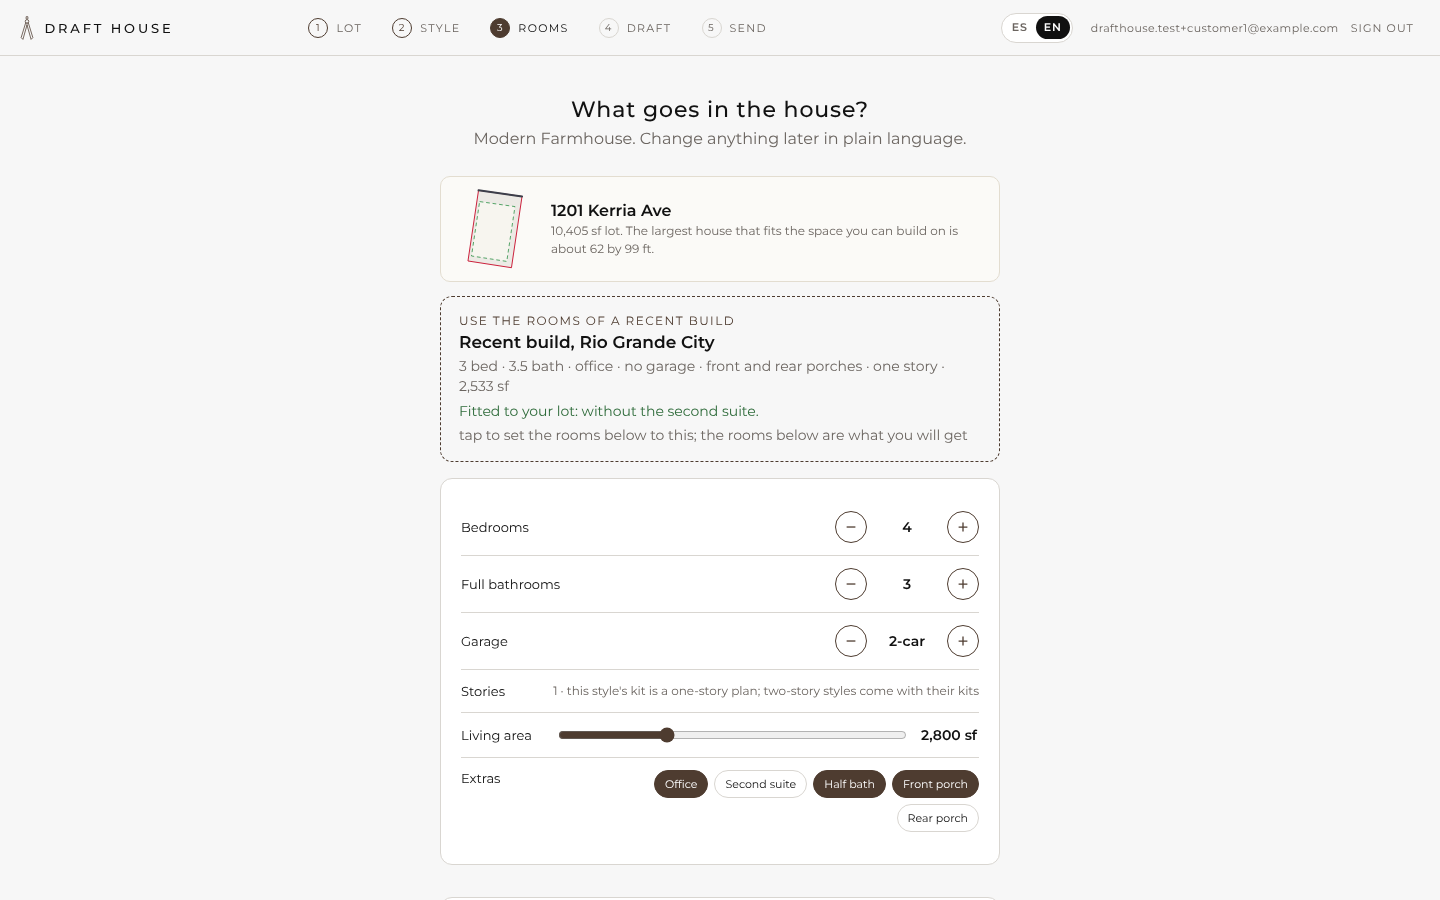 DRAFT HOUSE
1 LOT 2 STYLE 3 ROOMS 4 DRAFT 5 SEND
ES EN
drafthouse.test+customer1@example.com SIGN OUT
What goes in the house?
Modern Farmhouse. Change anything later in plain language.
1201 Kerria Ave
10,405 sf lot. The largest house that fits the space you can build on is
about 62 by 99 ft.
USE THE ROOMS OF A RECENT BUILD
Recent build, Rio Grande City
3 bed · 3.5 bath · office · no garage · front and rear porches · one story ·
2,533 sf
Fitted to your lot: without the second suite.
tap to set the rooms below to this; the rooms below are what you will get
Bedrooms − 4 +
Full bathrooms − 3 +
Garage − 2-car +
Stories 1 · this style's kit is a one-story plan; two-story styles come with their kits
Living area 2,800 sf
Extras Office Second suite Half bath Front porch
Rear porch